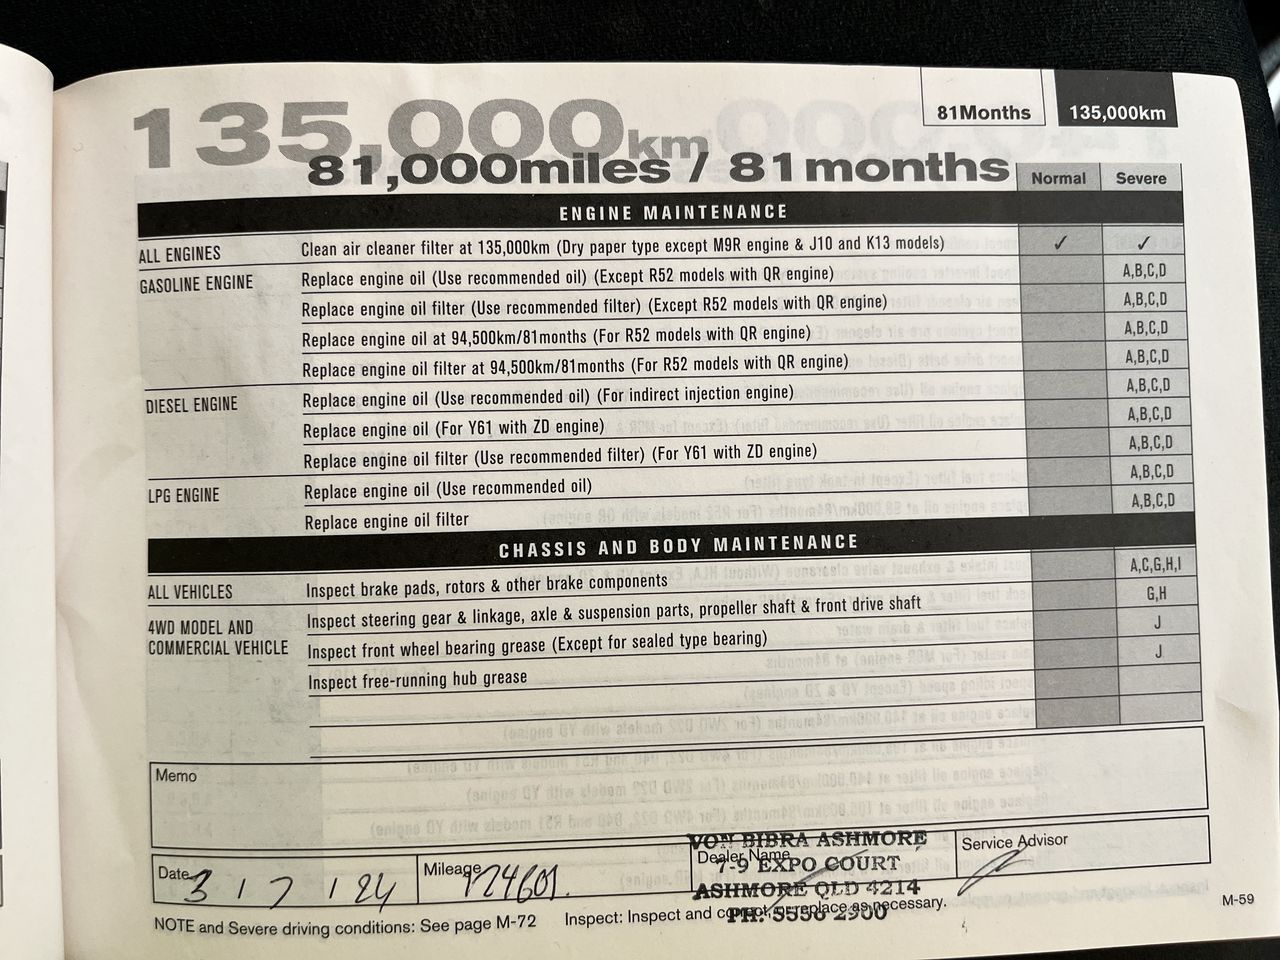 81Months 135,000km
135,000km
81,000miles / 81months
Normal Severe
ENGINE MAINTENANCE
ALL ENGINES Clean air cleaner filter at 135,000km (Dry paper type except M9R engine & J10 and K13 models) ✓ ✓
GASOLINE ENGINE Replace engine oil (Use recommended oil) (Except R52 models with QR engine) A,B,C,D
Replace engine oil filter (Use recommended filter) (Except R52 models with QR engine) A,B,C,D
Replace engine oil at 94,500km/81months (For R52 models with QR engine) A,B,C,D
Replace engine oil filter at 94,500km/81months (For R52 models with QR engine) A,B,C,D
DIESEL ENGINE Replace engine oil (Use recommended oil) (For indirect injection engine) A,B,C,D
Replace engine oil (For Y61 with ZD engine) A,B,C,D
Replace engine oil filter (Use recommended filter) (For Y61 with ZD engine) A,B,C,D
LPG ENGINE Replace engine oil (Use recommended oil) A,B,C,D
Replace engine oil filter A,B,C,D
CHASSIS AND BODY MAINTENANCE
ALL VEHICLES Inspect brake pads, rotors & other brake components A,C,G,H,I
Inspect steering gear & linkage, axle & suspension parts, propeller shaft & front drive shaft G,H
4WD MODEL AND COMMERCIAL VEHICLE Inspect front wheel bearing grease (Except for sealed type bearing) J
Inspect free-running hub grease J
Memo
Date 3 / 7 / 24 Mileage 124601. Dealer Name Service Advisor
VON BIBRA ASHMORE
7-9 EXPO COURT
ASHMORE QLD 4214
PH: 5556 2900
NOTE and Severe driving conditions: See page M-72 Inspect: Inspect and correct, or replace as necessary.
M-59